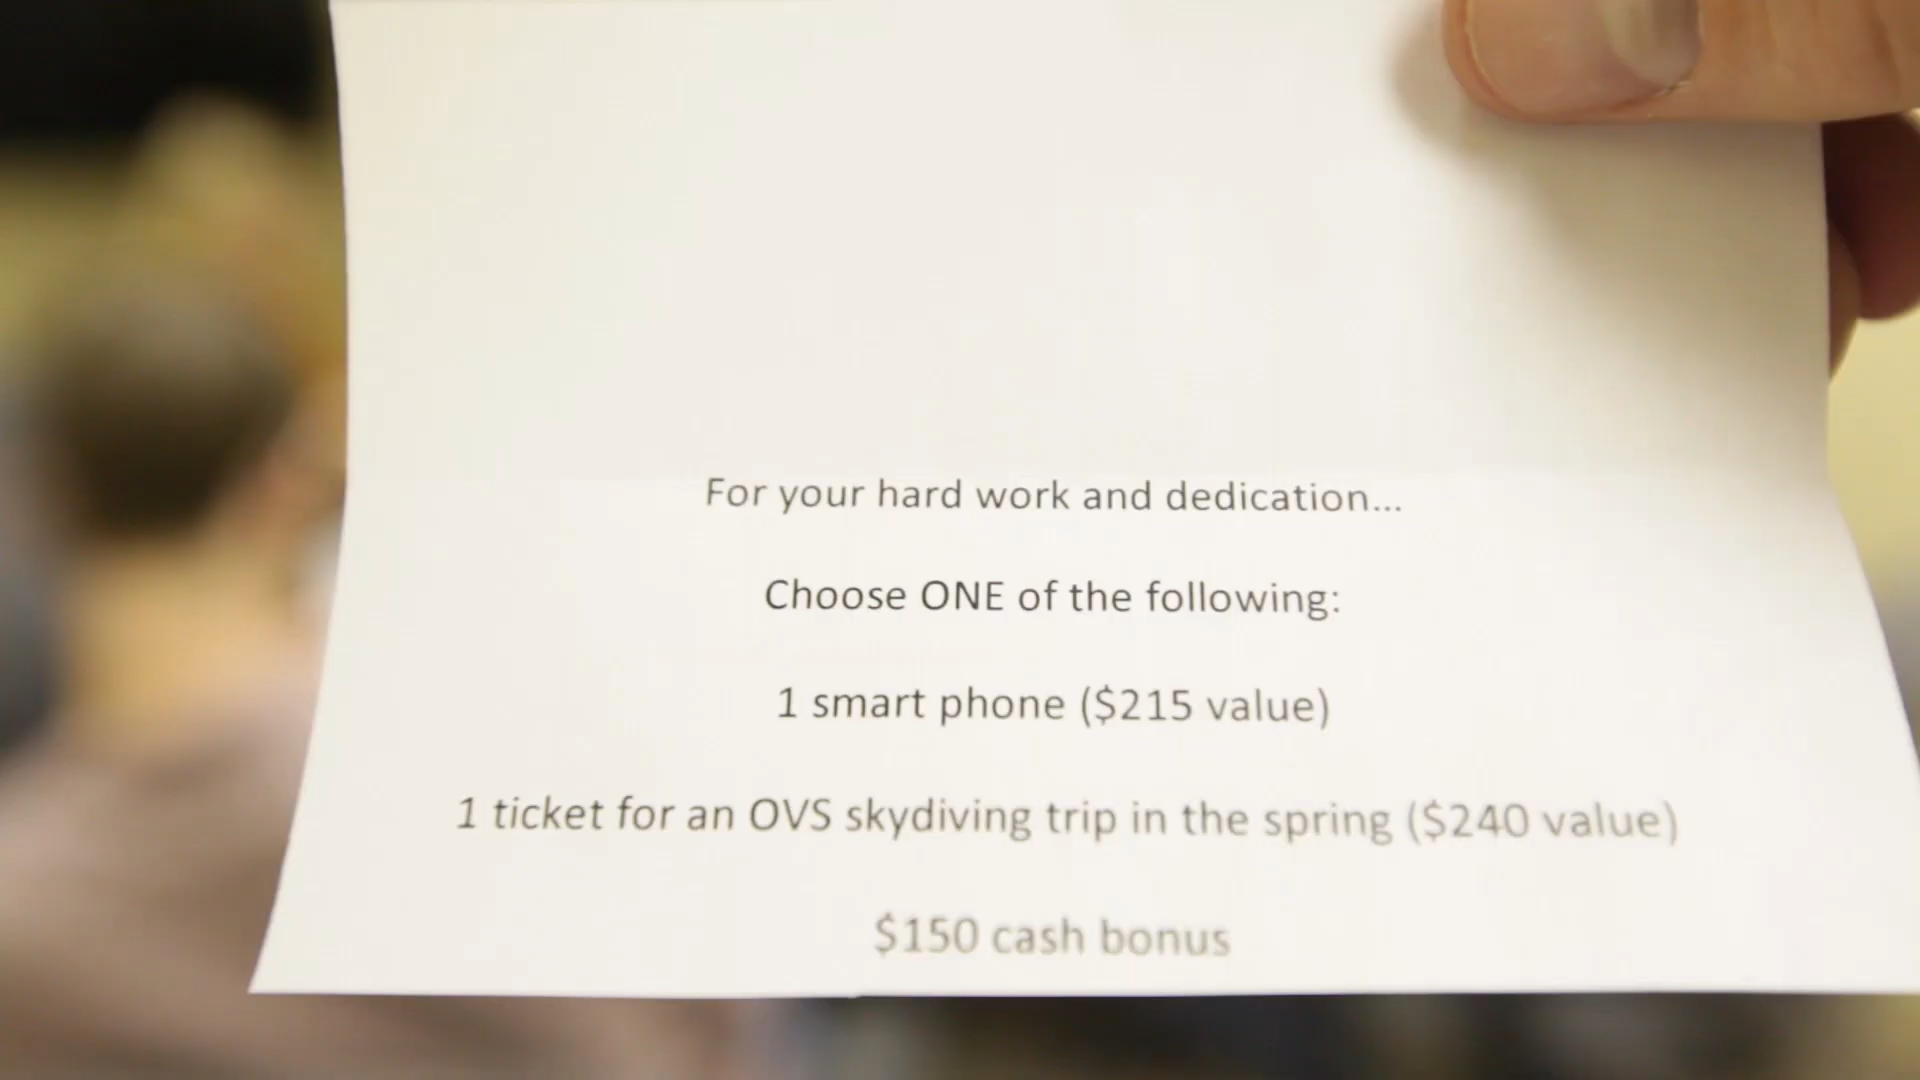 For your hard work and dedication...
Choose ONE of the following:
1 smart phone ($215 value)
1 ticket for an OVS skydiving trip in the spring ($240 value)
$150 cash bonus